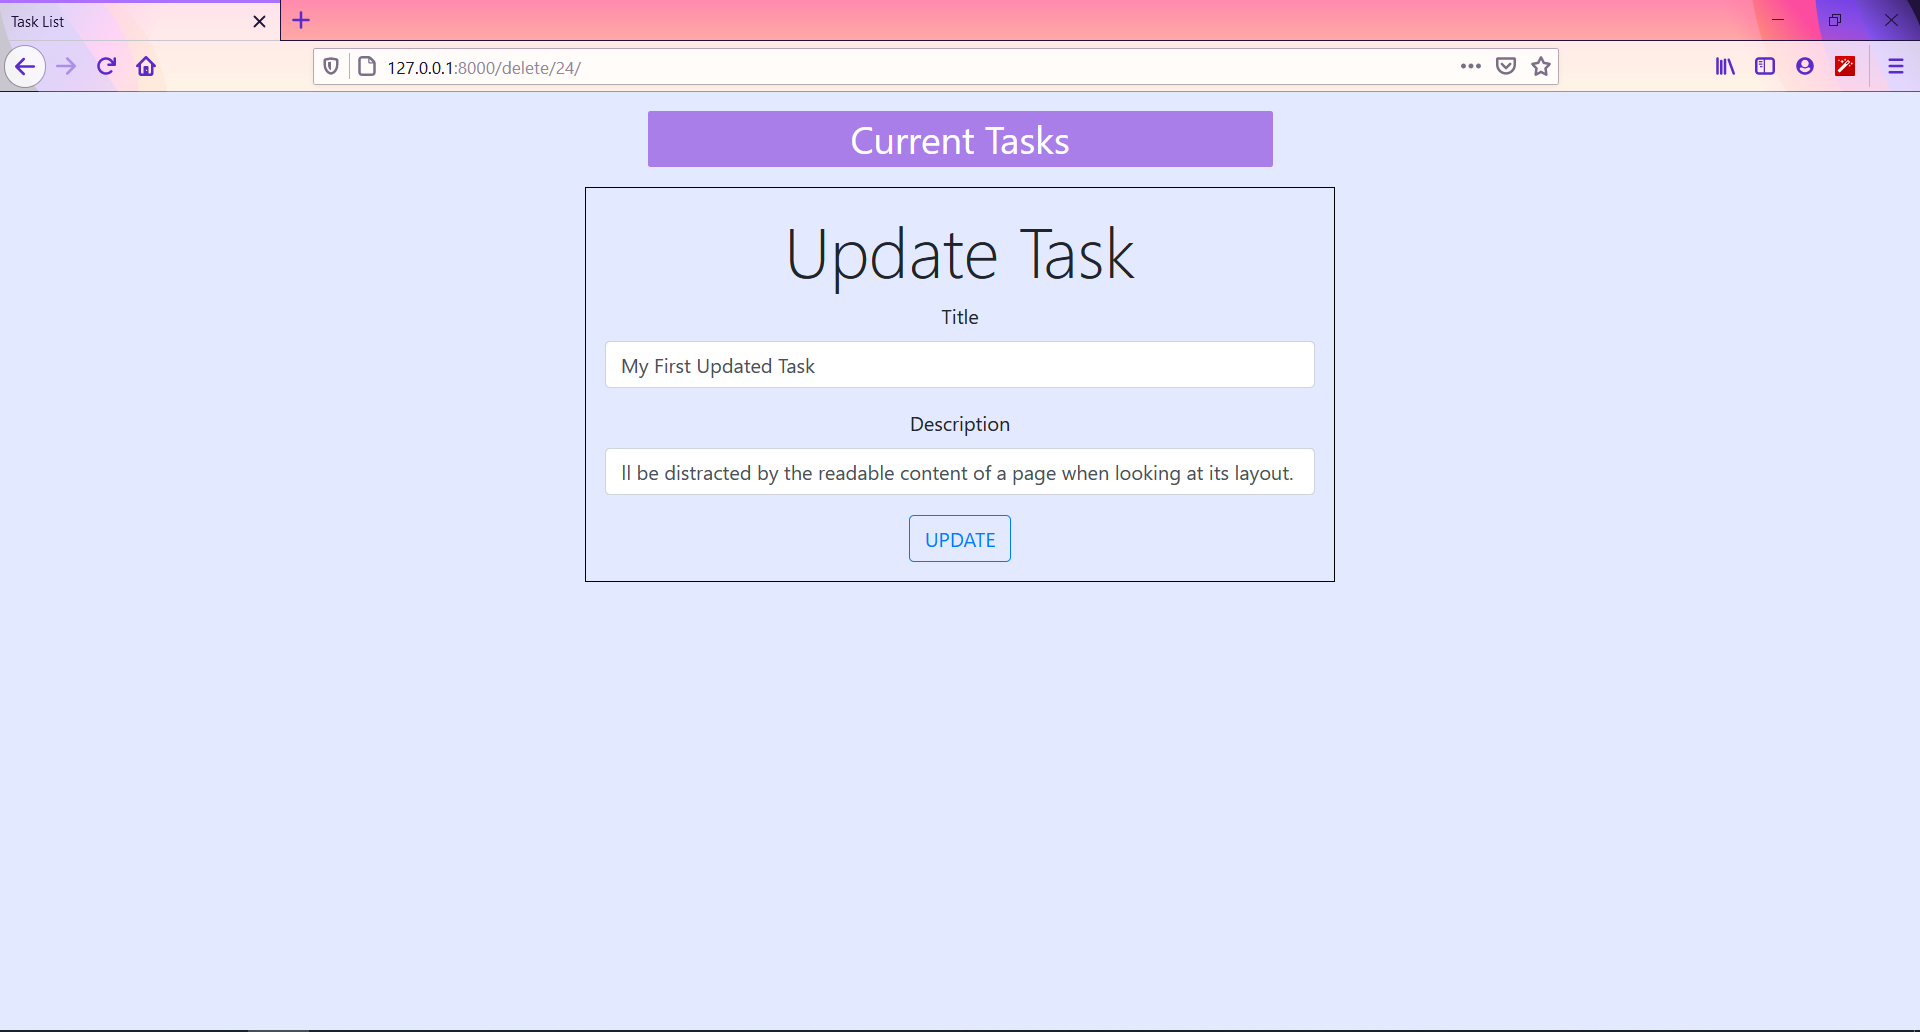 Task List
127.0.0.1:8000/delete/24/
Current Tasks
Update Task
Title
My First Updated Task
Description
ll be distracted by the readable content of a page when looking at its layout.
UPDATE